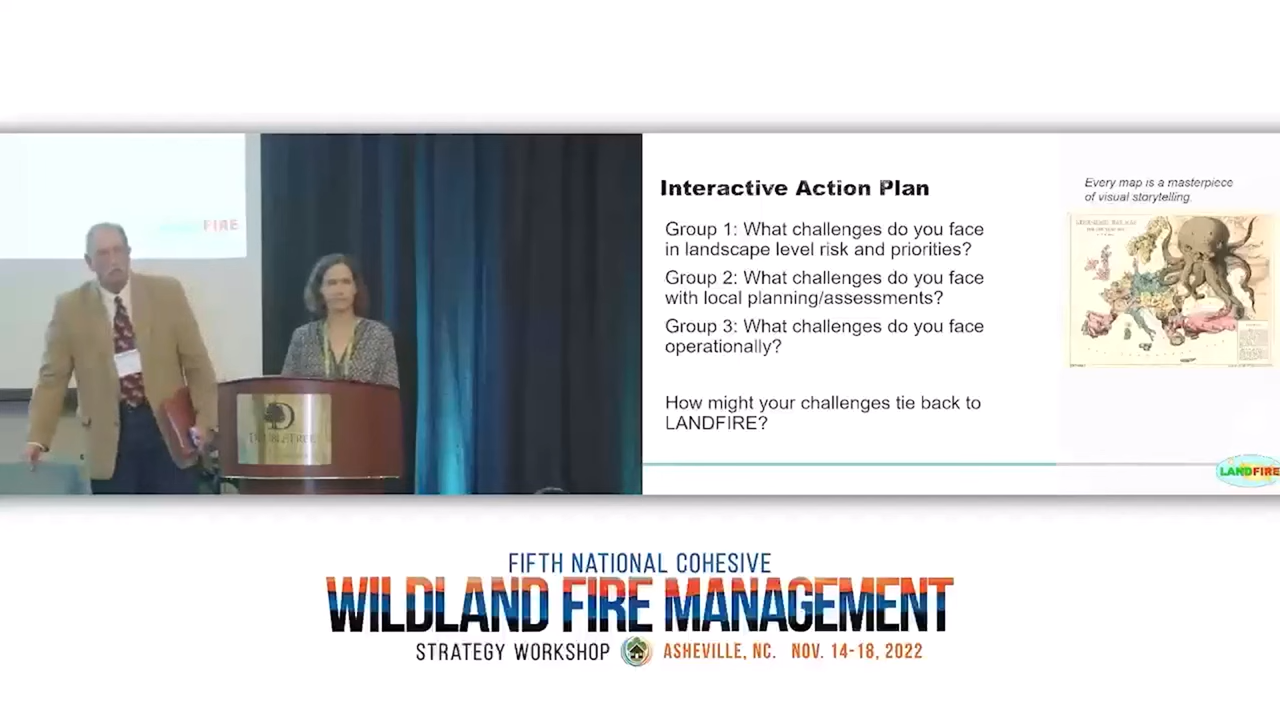 FIRE
Interactive Action Plan
Group 1: What challenges do you face
in landscape level risk and priorities?
Group 2: What challenges do you face
with local planning/assessments?
Group 3: What challenges do you face
operationally?
How might your challenges tie back to
LANDFIRE?
Every map is a masterpiece
of visual storytelling.
LANDFIRE
FIFTH NATIONAL COHESIVE
WILDLAND FIRE MANAGEMENT
STRATEGY WORKSHOP
ASHEVILLE, NC. NOV. 14-18, 2022